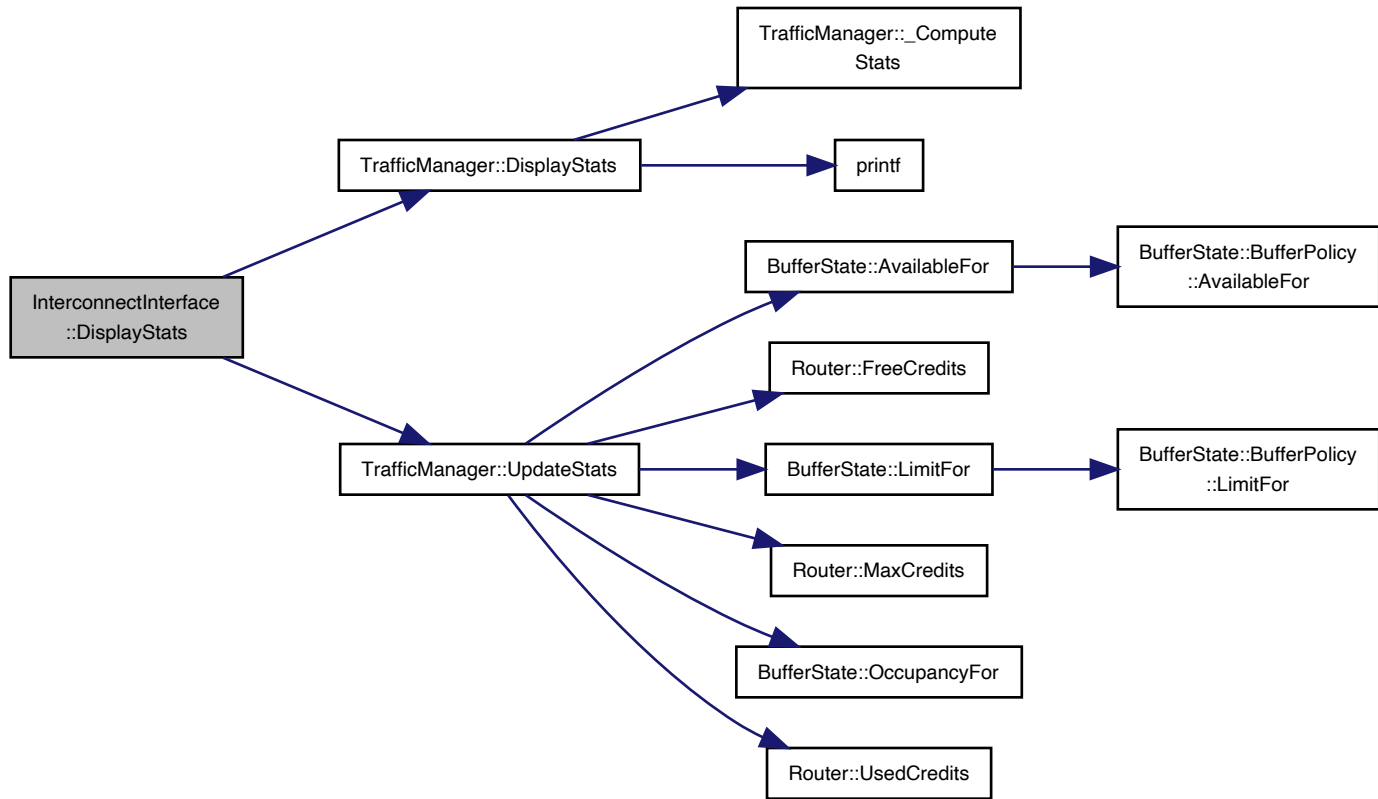 TrafficManager::_Compute
Stats
TrafficManager::DisplayStats
printf
BufferState::AvailableFor
BufferState::BufferPolicy
::AvailableFor
InterconnectInterface
::DisplayStats
Router::FreeCredits
TrafficManager::UpdateStats
BufferState::LimitFor
BufferState::BufferPolicy
::LimitFor
Router::MaxCredits
BufferState::OccupancyFor
Router::UsedCredits